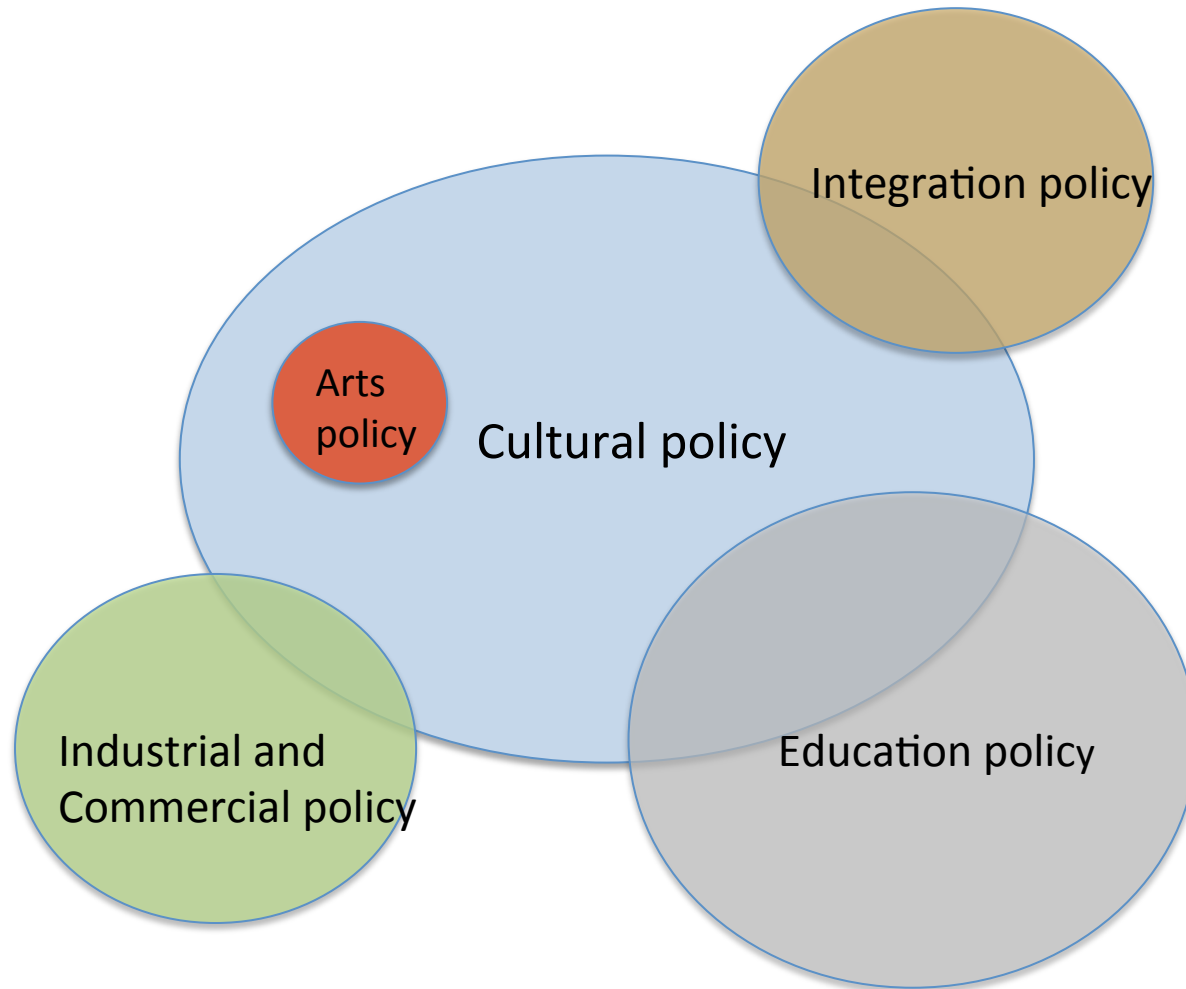 Integration policy
Arts
policy
Cultural policy
Industrial and
Commercial policy
Education policy